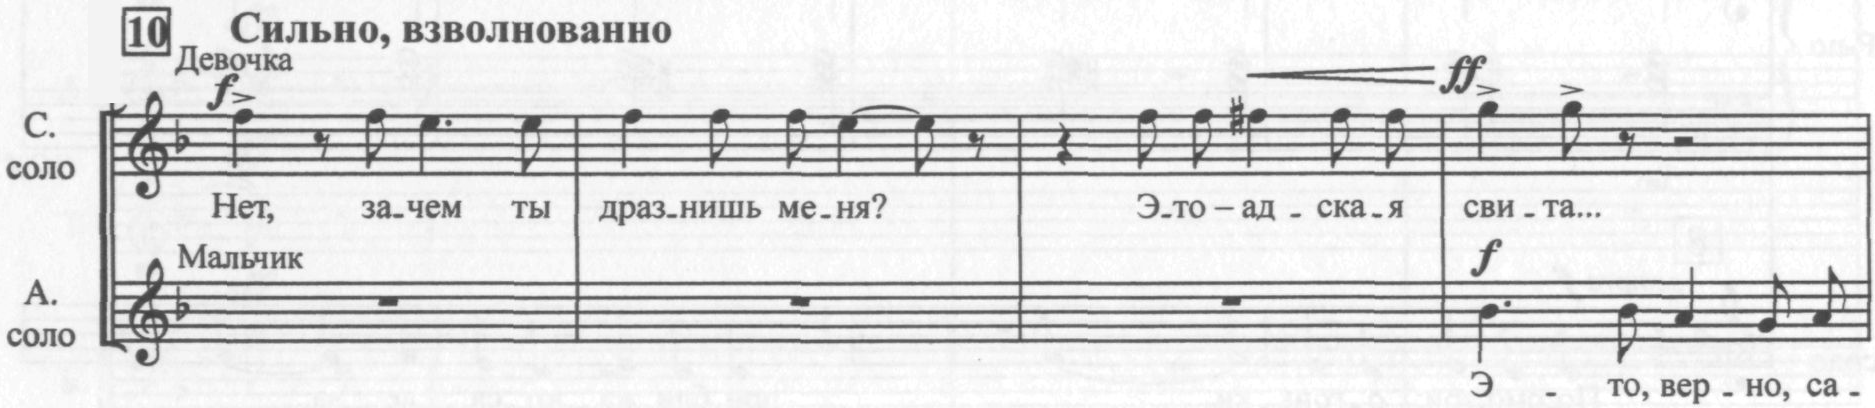 10 Сильно, взволнованно
Девочка
f
ff
С.
соло
Нет, за-чем ты драз-нишь ме-ня? Э-то – ад - ска-я сви - та...
Мальчик
f
А.
соло
Э - то, вер - но, са -